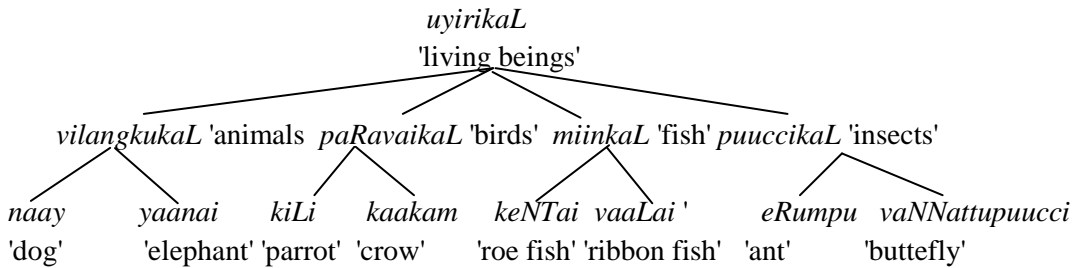 uyirikaL
'living beings'
vilangkukaL 'animals paRavaikaL 'birds' miinkaL 'fish' puuccikaL 'insects'
naay yaanai kiLi kaakam keNTai vaaLai ' eRumpu vaNNattupuucci
'dog' 'elephant' 'parrot' 'crow' 'roe fish' 'ribbon fish' 'ant' 'buttefly'